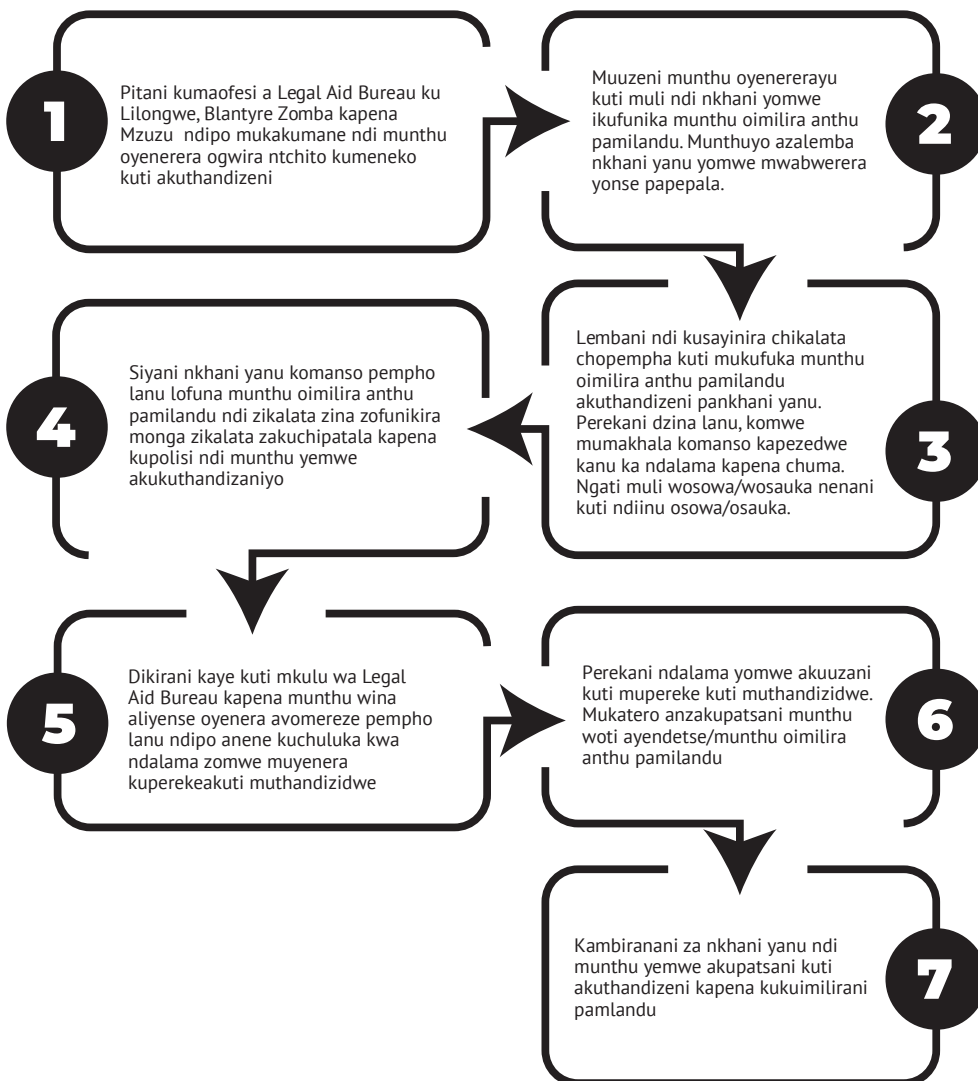 1
Pitani kumaofesi a Legal Aid Bureau ku
Lilongwe, Blantyre Zomba kapena
Mzuzu ndipo mukakumane ndi munthu
oyenerera ogwira ntchito kumeneko
kuti akuthandizeni
2
Muuzeni munthu oyenererayu
kuti muli ndi nkhani yomwe
ikufunika munthu oimilira anthu
pamilandu. Munthuyo azalemba
nkhani yanu yomwe mwabwerera
yonse papepala.
3
Lembani ndi kusayinira chikalata
chopempha kuti mukufuka munthu
oimilira anthu pamilandu
akuthandizeni pankhani yanu.
Perekani dzina lanu, komwe
mumakhala komanso kapezedwe
kanu ka ndalama kapena chuma.
Ngati muli wosowa/wosauka nenani
kuti ndiinu osowa/osauka.
4
Siyani nkhani yanu komanso pempho
lanu lofuna munthu oimilira anthu
pamilandu ndi zikalata zina zofunikira
monga zikalata zakuchipatala kapena
kupolisi ndi munthu yemwe
akukuthandizaniyo
5
Dikirani kaye kuti mkulu wa Legal
Aid Bureau kapena munthu wina
aliyense oyenera avomereze pempho
lanu ndipo anene kuchuluka kwa
ndalama zomwe muyenera
kuperekeakuti muthandizidwe
6
Perekani ndalama yomwe akuuzani
kuti mupereke kuti muthandizidwe.
Mukatero anzakupatsani munthu
woti ayendetse/munthu oimilira
anthu pamilandu
7
Kambiranani za nkhani yanu ndi
munthu yemwe akupatsani kuti
akuthandizeni kapena kukuimilirani
pamlandu